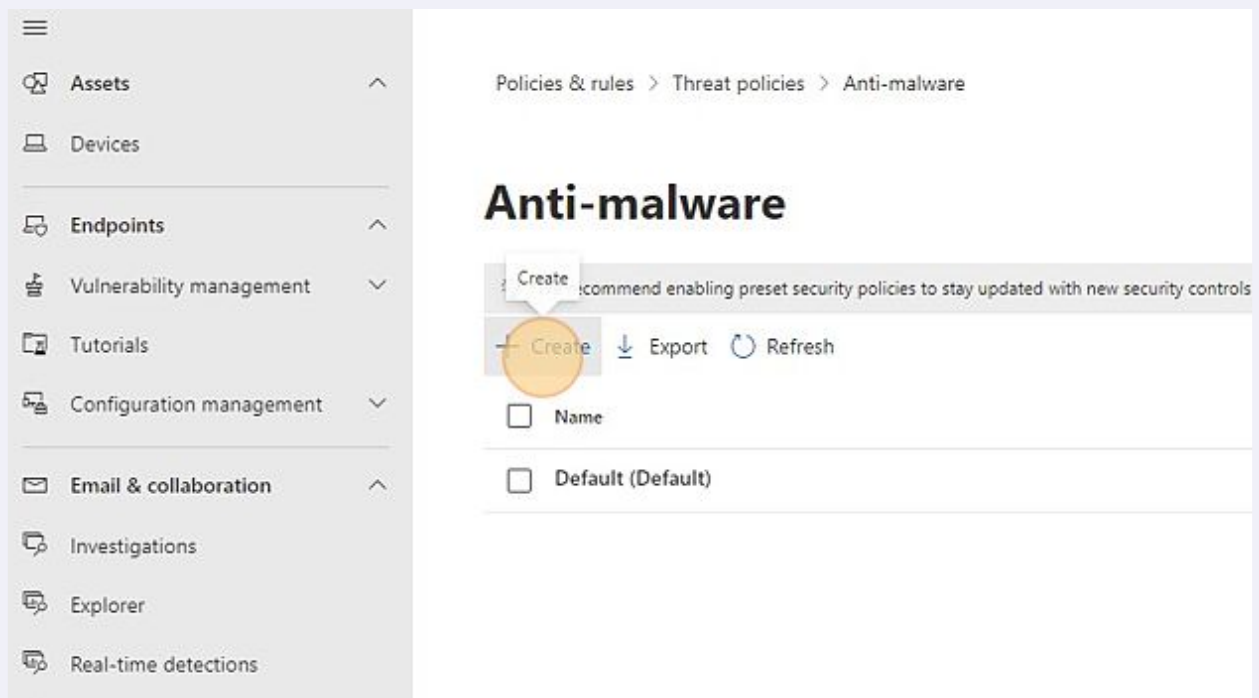 Assets
Devices
Endpoints
Vulnerability management
Tutorials
Configuration management
Email & collaboration
Investigations
Explorer
Real-time detections
Policies & rules > Threat policies > Anti-malware
Anti-malware
Create
ecommend enabling preset security policies to stay updated with new security controls
Create Export Refresh
Name
Default (Default)